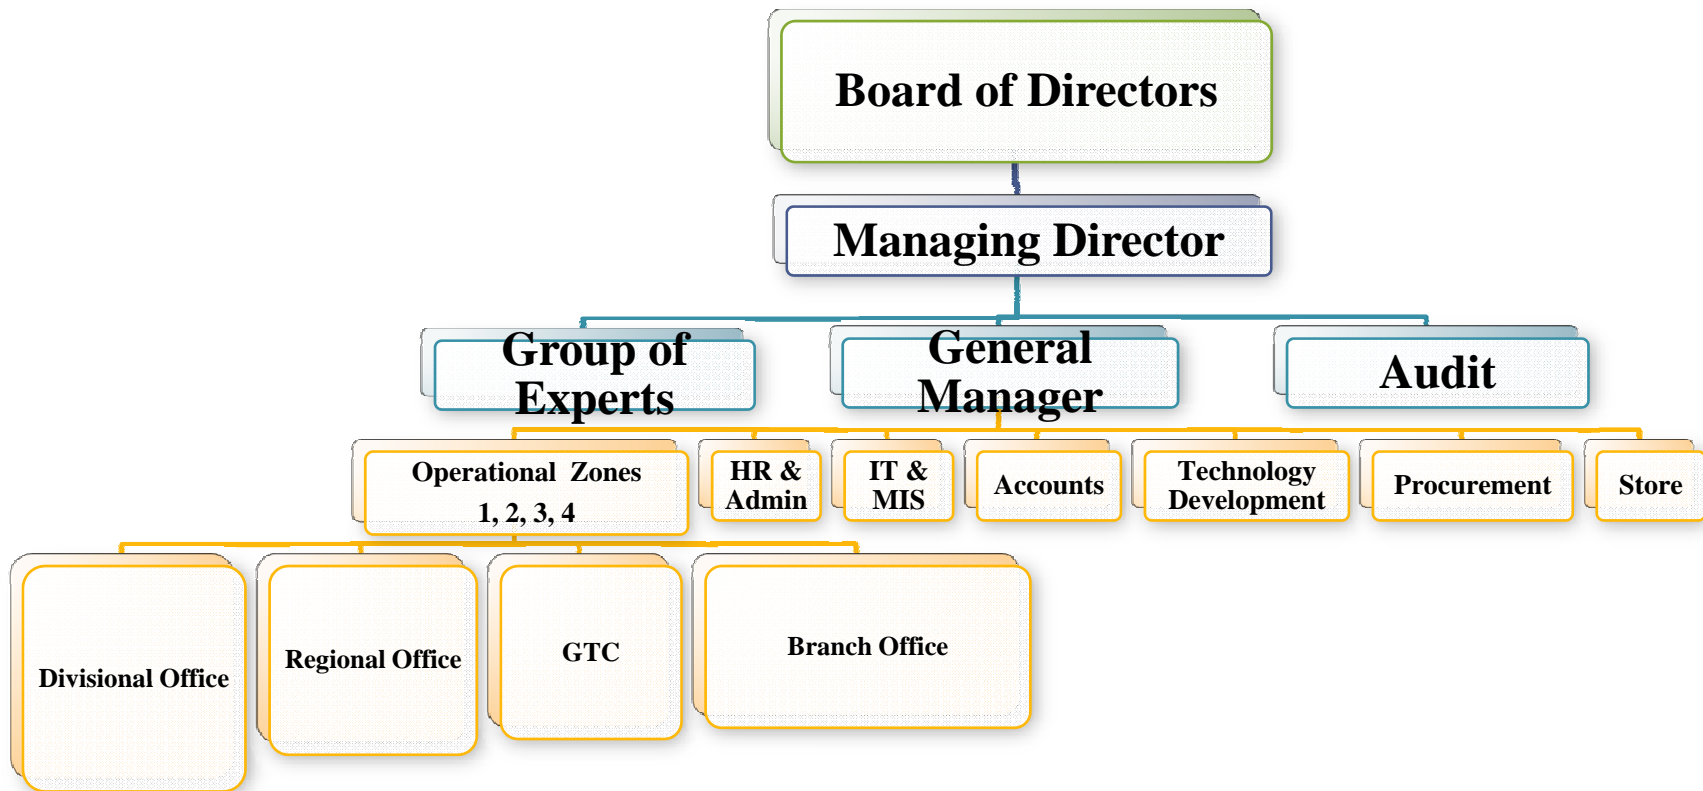 Board of Directors
Managing Director
Group of
Experts
General
Manager
Audit
Operational Zones
1, 2, 3, 4
HR &
Admin
IT &
MIS
Accounts
Technology
Development
Procurement
Store
Divisional Office
Regional Office
GTC
Branch Office